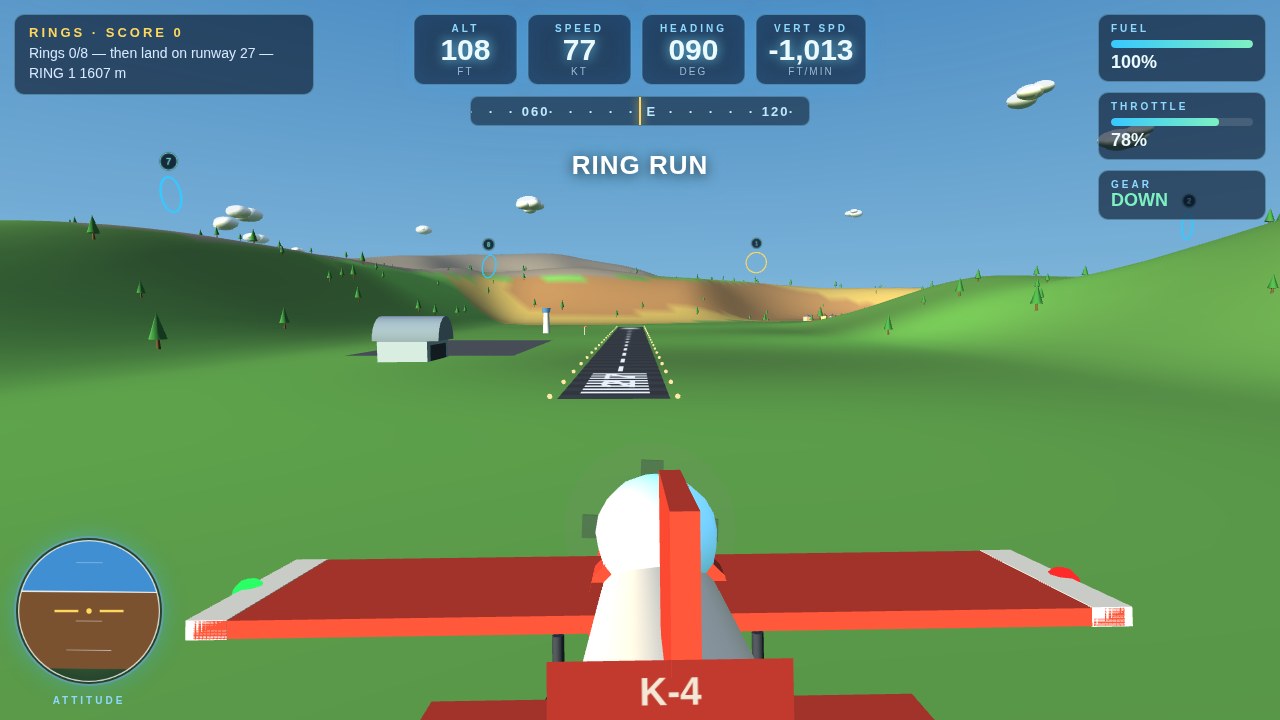 RINGS · SCORE 0
Rings 0/8 — then land on runway 27 —
RING 1 1607 m
ALT
108
FT
SPEED
77
KT
HEADING
090
DEG
VERT SPD
-1,013
FT/MIN
060 E 120
RING RUN
FUEL
100%
THROTTLE
78%
GEAR
DOWN
7
27
K-4
ATTITUDE